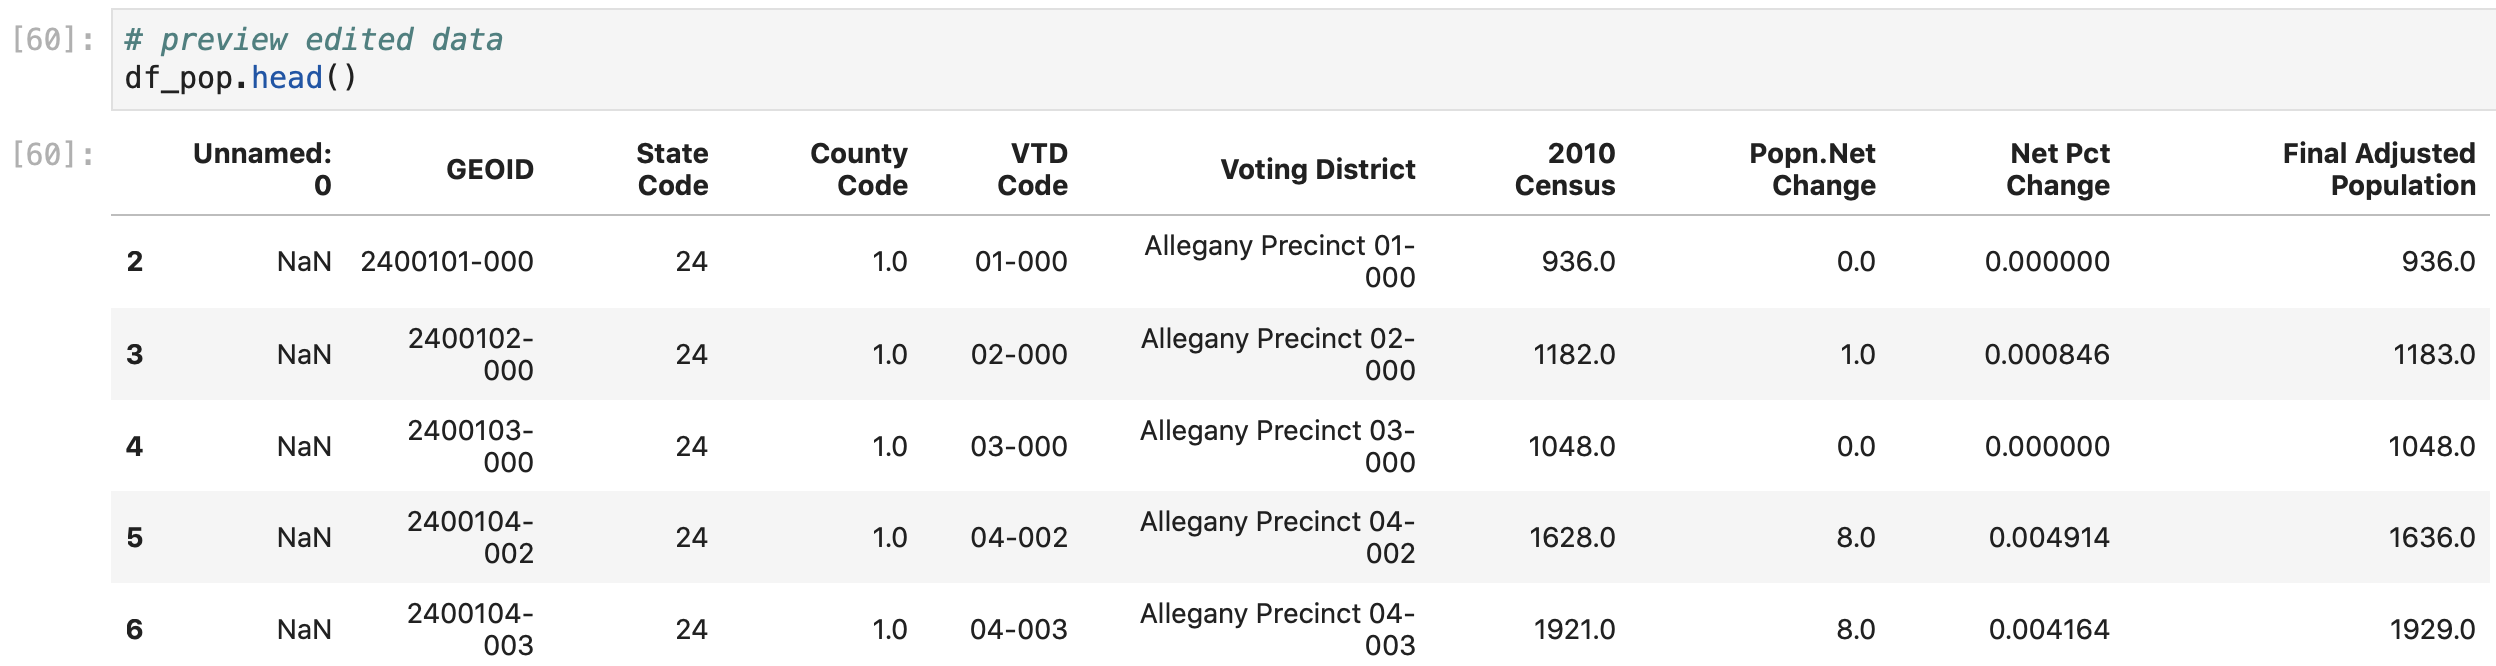 [60]: # preview edited data
df_pop.head()
[60]: Unnamed: 0 GEOID State Code County Code VTD Code Voting District 2010 Census Popn.Net Change Net Pct Change Final Adjusted Population
2 NaN 2400101-000 24 1.0 01-000 Allegany Precinct 01-000 936.0 0.0 0.000000 936.0
3 NaN 2400102-000 24 1.0 02-000 Allegany Precinct 02-000 1182.0 1.0 0.000846 1183.0
4 NaN 2400103-000 24 1.0 03-000 Allegany Precinct 03-000 1048.0 0.0 0.000000 1048.0
5 NaN 2400104-002 24 1.0 04-002 Allegany Precinct 04-002 1628.0 8.0 0.004914 1636.0
6 NaN 2400104-003 24 1.0 04-003 Allegany Precinct 04-003 1921.0 8.0 0.004164 1929.0